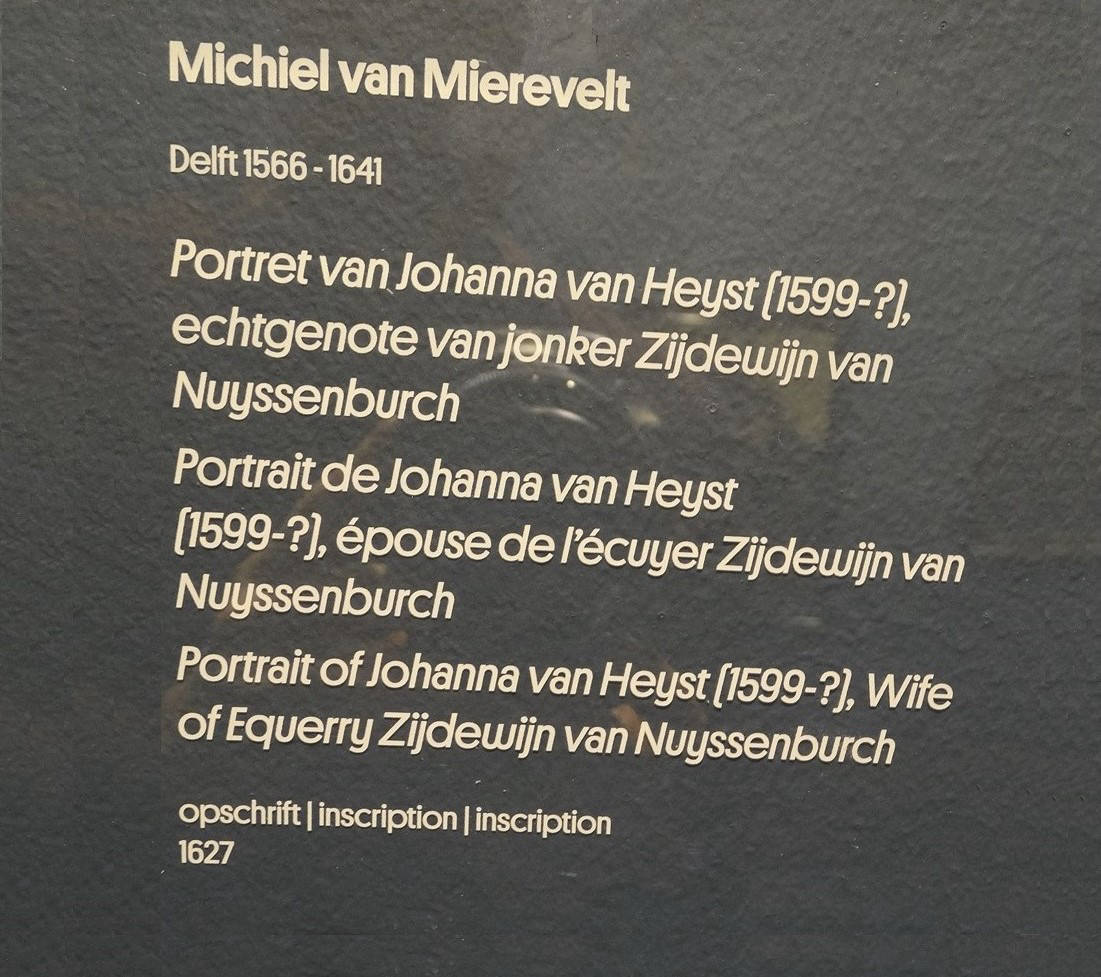 Michiel van Mierevelt
Delft 1566 - 1641
Portret van Johanna van Heyst (1599-?),
echtgenote van jonker Zijdewijn van
Nuyssenburch
Portrait de Johanna van Heyst
(1599-?), épouse de l'écuyer Zijdewijn van
Nuyssenburch
Portrait of Johanna van Heyst (1599-?), Wife
of Equerry Zijdewijn van Nuyssenburch
opschrift | inscription | inscription
1627